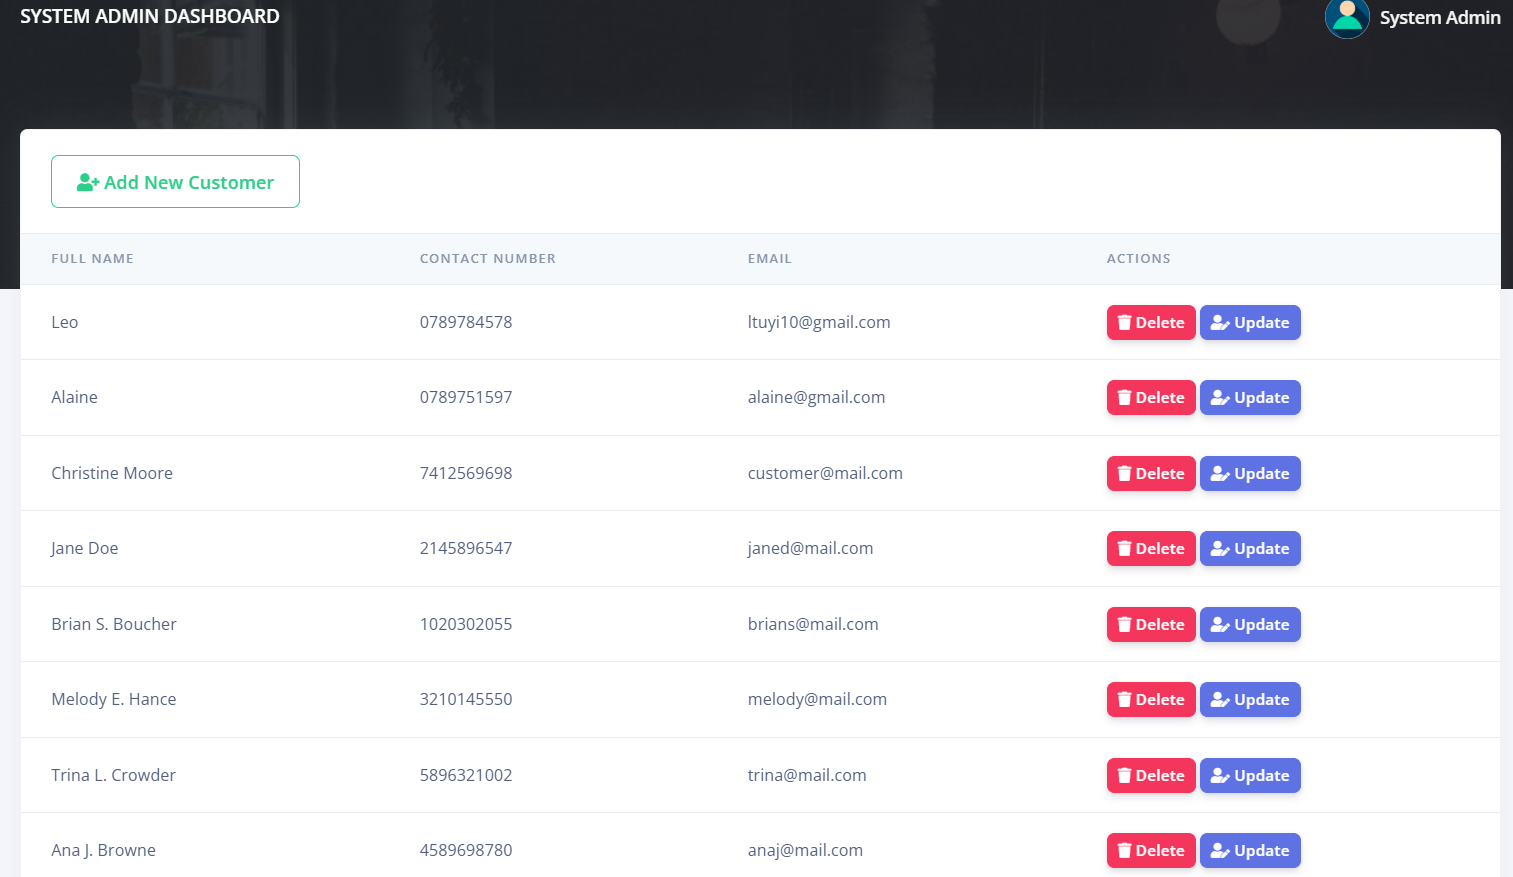 SYSTEM ADMIN DASHBOARD System Admin
Add New Customer
FULL NAME CONTACT NUMBER EMAIL ACTIONS
Leo 0789784578 ltuyi10@gmail.com Delete Update
Alaine 0789751597 alaine@gmail.com Delete Update
Christine Moore 7412569698 customer@mail.com Delete Update
Jane Doe 2145896547 janed@mail.com Delete Update
Brian S. Boucher 1020302055 brians@mail.com Delete Update
Melody E. Hance 3210145550 melody@mail.com Delete Update
Trina L. Crowder 5896321002 trina@mail.com Delete Update
Ana J. Browne 4589698780 anaj@mail.com Delete Update